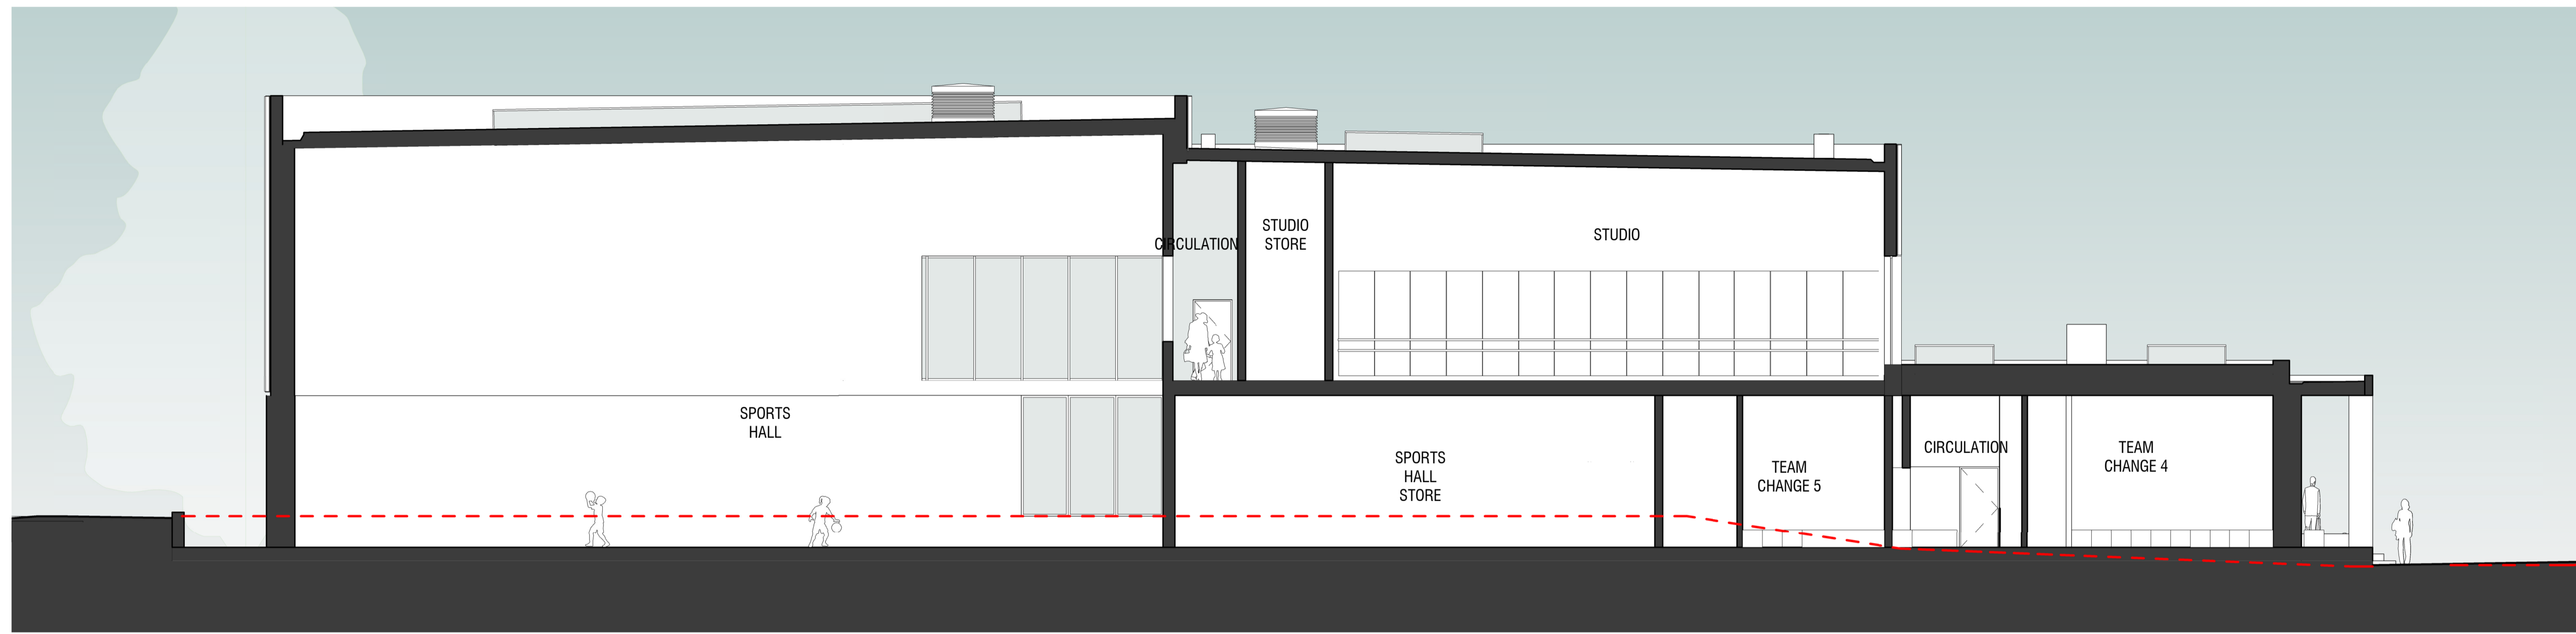 CIRCULATION
STUDIO
STORE
STUDIO
SPORTS
HALL
SPORTS
HALL
STORE
TEAM
CHANGE 5
CIRCULATION
TEAM
CHANGE 4